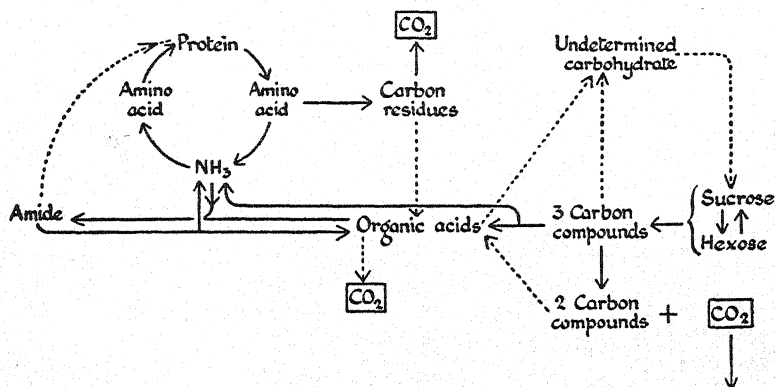 CO₂
Protein
Undetermined
carbohydrate
Amino
acid
Amino
acid
Carbon
residues
NH₃
Sucrose
Hexose
Amide
Organic acids
3 Carbon
compounds
CO₂
2 Carbon
compounds
+
CO₂